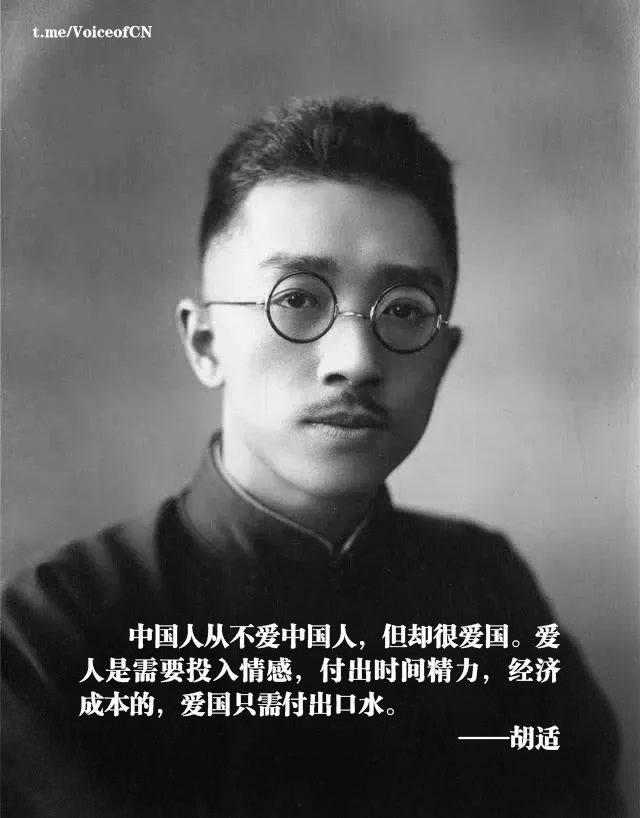 t.me/VoiceofCN
中国人从不爱中国人，但却很爱国。爱
人是需要投入情感，付出时间精力，经济
成本的，爱国只需付出口水。
——胡适